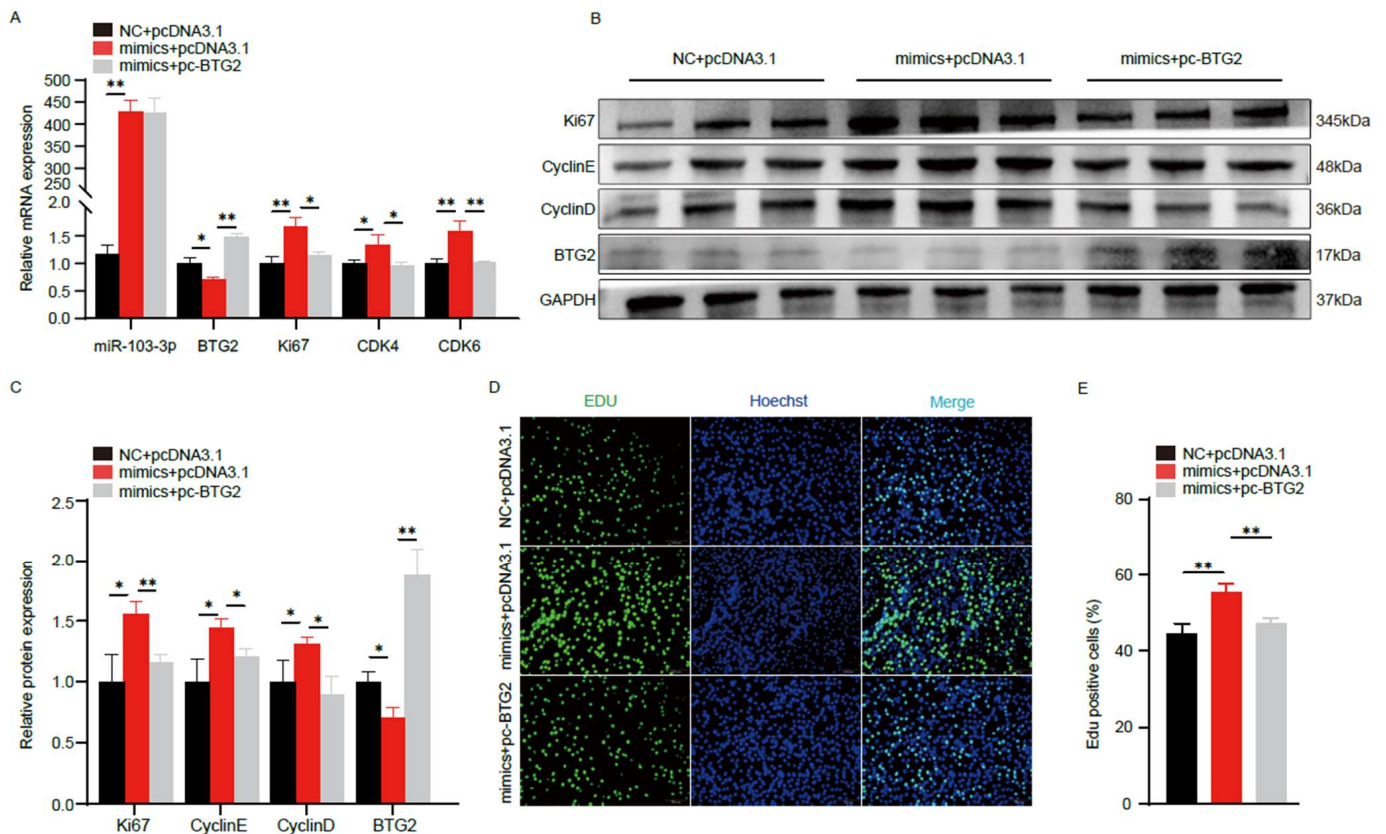 A
NC+pcDNA3.1
mimics+pcDNA3.1
mimics+pc-BTG2
Relative mRNA expression
500
450
400
350
300
250
2.0
1.5
1.0
0.5
0.0
**
* **
** *
* *
** **
miR-103-3p BTG2 Ki67 CDK4 CDK6
B
NC+pcDNA3.1 mimics+pcDNA3.1 mimics+pc-BTG2
Ki67 345kDa
CyclinE 48kDa
CyclinD 36kDa
BTG2 17kDa
GAPDH 37kDa
C
NC+pcDNA3.1
mimics+pcDNA3.1
mimics+pc-BTG2
Relative protein expression
2.5
2.0
1.5
1.0
0.5
0.0
* **
* *
* *
* **
Ki67 CyclinE CyclinD BTG2
D
EDU Hoechst Merge
NC+pcDNA3.1
mimics+pcDNA3.1
mimics+pc-BTG2
E
NC+pcDNA3.1
mimics+pcDNA3.1
mimics+pc-BTG2
Edu positive cells (%)
80
60
40
20
0
** **